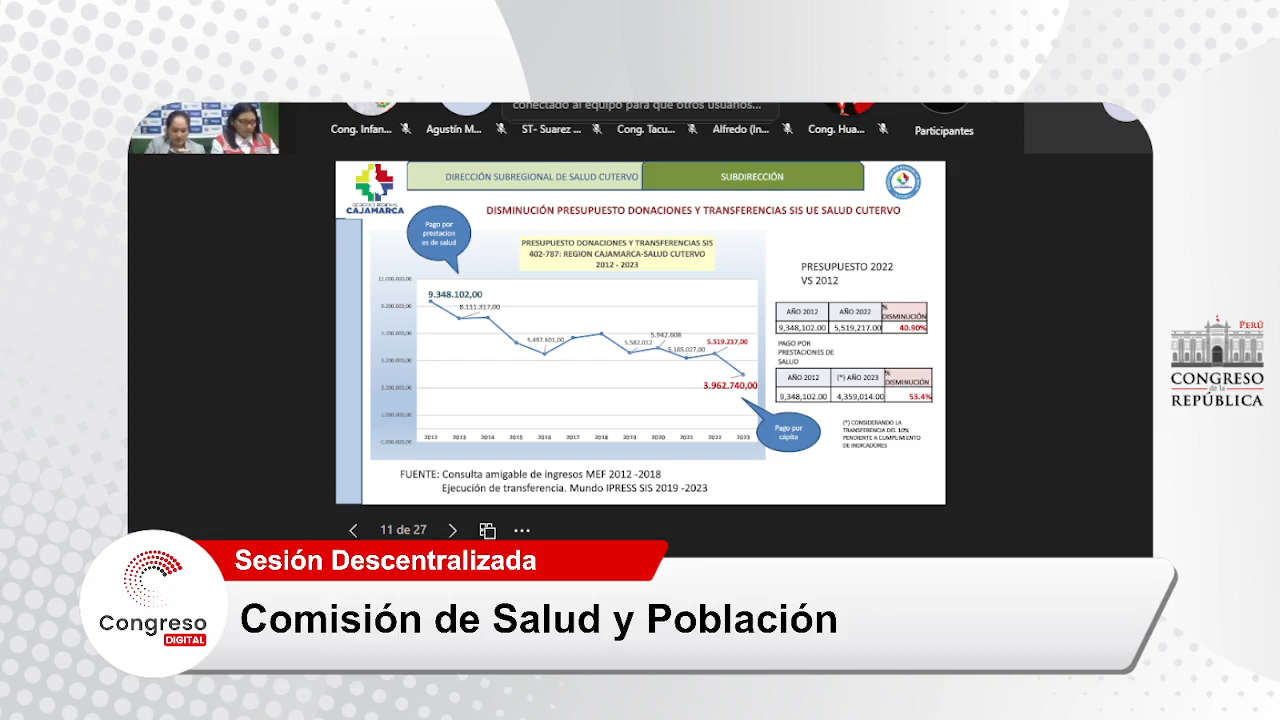 conectado al equipo para que otros usuarios...
Cong. Infan...
Agustín M...
ST- Suarez ...
Cong. Tacu...
Alfredo (In...
Cong. Hua...
Participantes
GOBIERNO REGIONAL
CAJAMARCA
DIRECCIÓN SUBREGIONAL DE SALUD CUTERVO
SUBDIRECCIÓN
DISMINUCIÓN PRESUPUESTO DONACIONES Y TRANSFERENCIAS SIS UE SALUD CUTERVO
Pago por
prestacion
es de salud
PRESUPUESTO DONACIONES Y TRANSFERENCIAS SIS
402-787: REGION CAJAMARCA-SALUD CUTERVO
2012 - 2023
9.348.102,00
8.111.317,00
5.487.601,00
5.582.012
5.942.608
5.185.027,00
5.519.217,00
3.962.740,00
2012 2013 2014 2015 2016 2017 2018 2019 2020 2021 2022 2023
Pago por
cápita
PRESUPUESTO 2022
VS 2012
AÑO 2012 AÑO 2022 % DISMINUCIÓN
9,348,102.00 5,519,217.00 40.90%
PAGO POR
PRESTACIONES DE
SALUD
AÑO 2012 (*) AÑO 2023 % DISMINUCIÓN
9,348,102.00 4,359,014.00 53.4%
(*) CONSIDERANDO LA
TRANSFERENCIA DEL 10%
PENDIENTE A CUMPLIMIENTO
DE INDICADORES
FUENTE: Consulta amigable de ingresos MEF 2012 -2018
Ejecución de transferencia. Mundo IPRESS SIS 2019 -2023
11 de 27
PERÚ
CONGRESO
de la
REPÚBLICA
Sesión Descentralizada
Congreso
DIGITAL
Comisión de Salud y Población